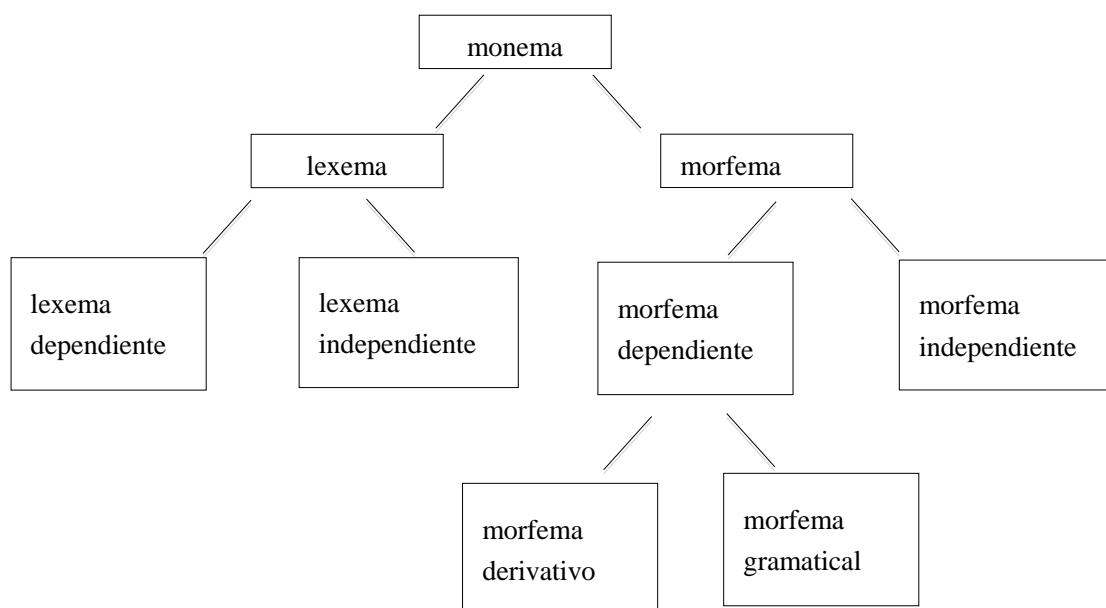 monema
lexema
morfema
lexema
dependiente
lexema
independiente
morfema
dependiente
morfema
independiente
morfema
derivativo
morfema
gramatical